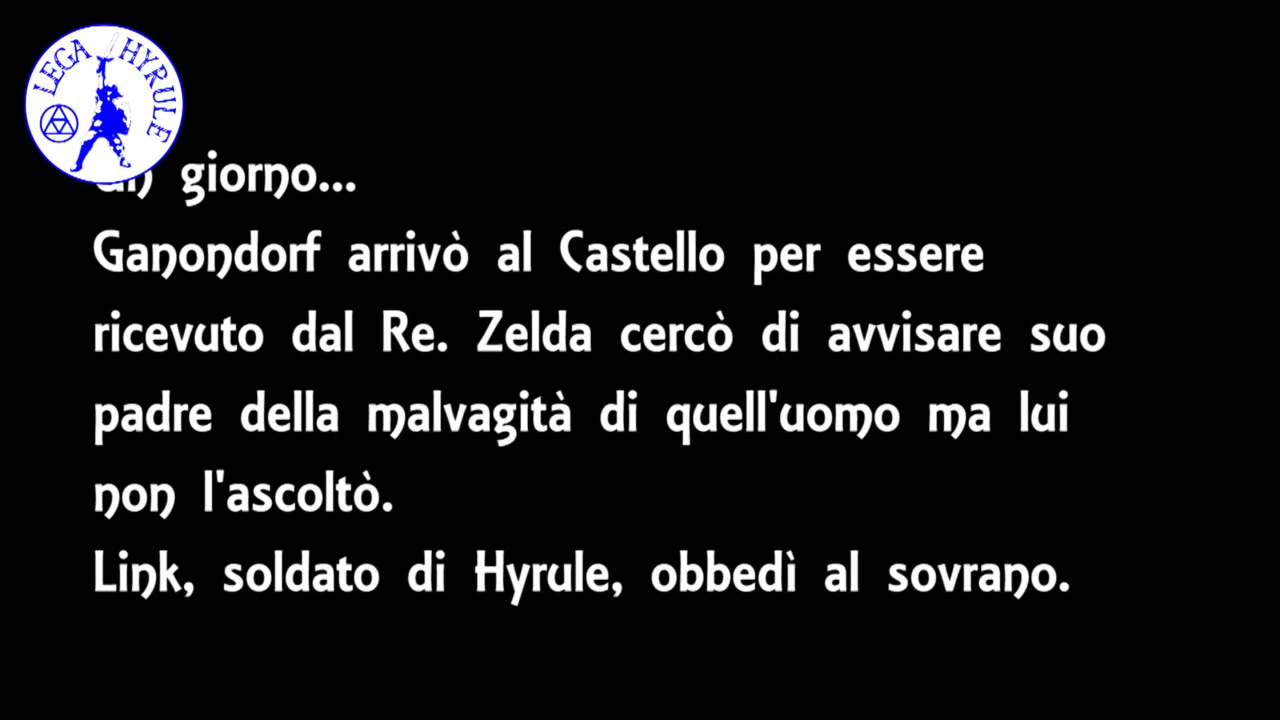 LEGA HYRULE
un giorno...
Ganondorf arrivò al Castello per essere
ricevuto dal Re. Zelda cercò di avvisare suo
padre della malvagità di quell'uomo ma lui
non l'ascoltò.
Link, soldato di Hyrule, obbedì al sovrano.